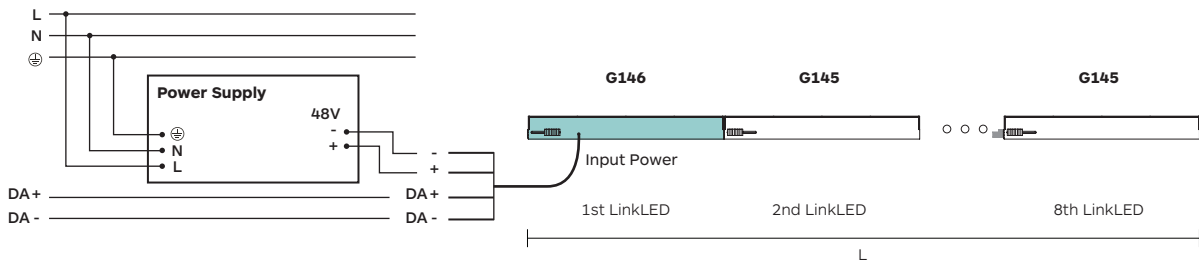 L
N
G146 G145 G145
Power Supply
48V
-
+
N
L
-
+
Input Power
DA+ DA+
DA - DA -
1st LinkLED 2nd LinkLED 8th LinkLED
L